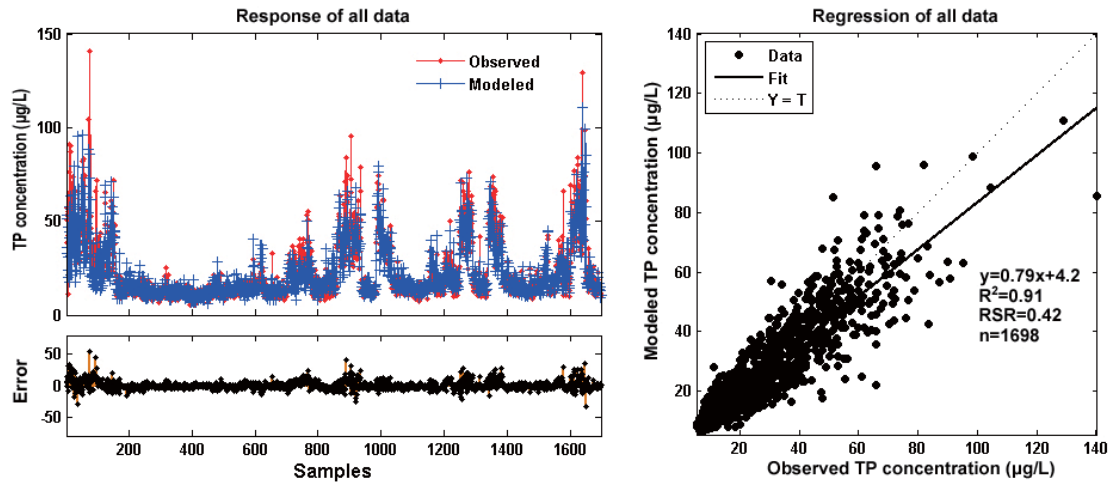 Response of all data
TP concentration (µg/L)
150
100
50
0
Observed
Modeled
Error
50
0
-50
200 400 600 800 1000 1200 1400 1600
Samples
Regression of all data
Modeled TP concentration (µg/L)
140
120
100
80
60
40
20
Data
Fit
Y = T
y=0.79x+4.2
R²=0.91
RSR=0.42
n=1698
20 40 60 80 100 120 140
Observed TP concentration (µg/L)